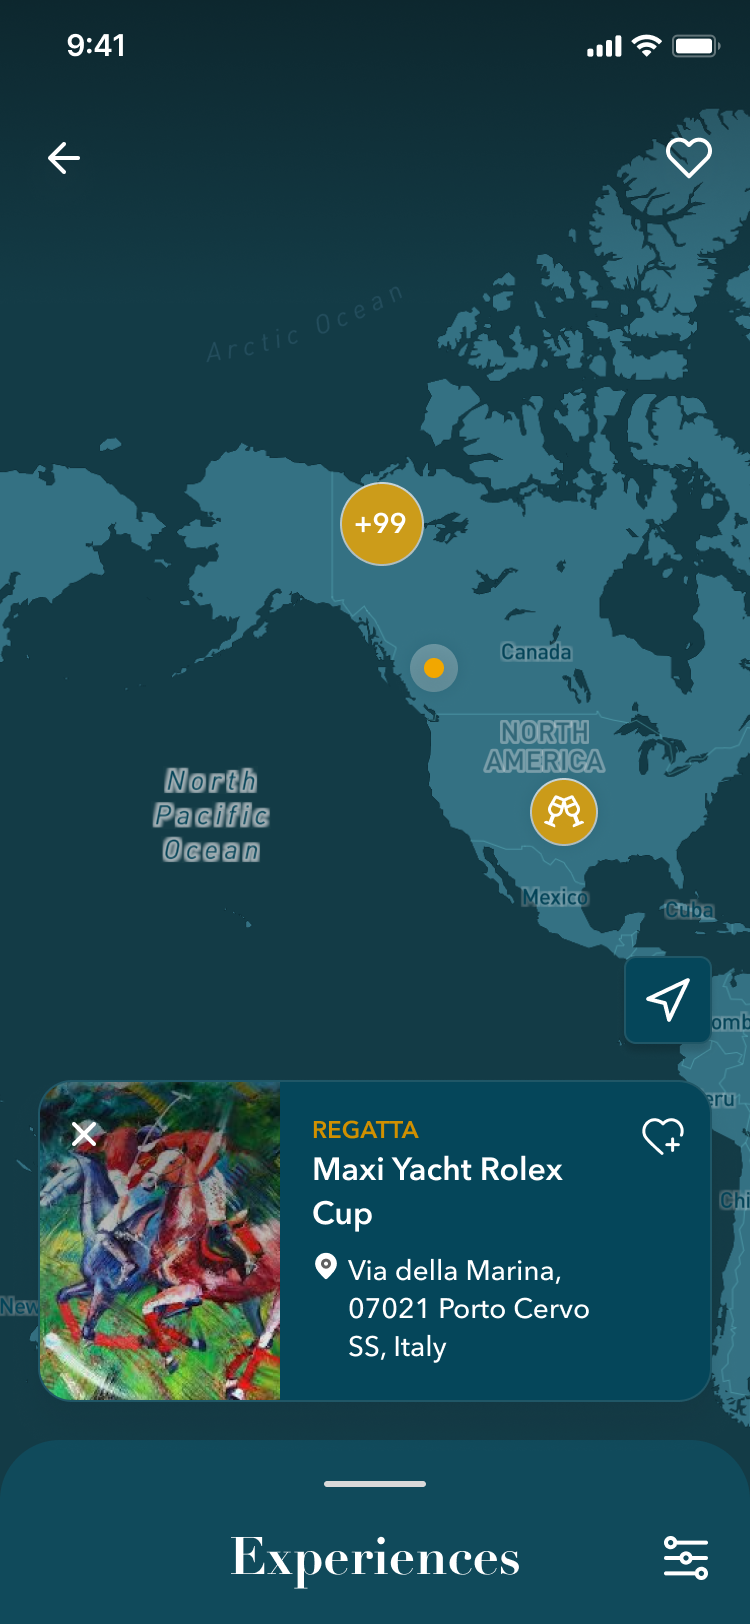 9:41
Arctic Ocean
+99
Canada
NORTH
AMERICA
North
Pacific
Ocean
Mexico
Cuba
omb
eru
REGATTA
Maxi Yacht Rolex
Cup
Chi
Via della Marina,
07021 Porto Cervo
SS, Italy
New
Experiences